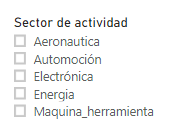 Sector de actividad
Aeronautica
Automoción
Electrónica
Energia
Maquina_herramienta